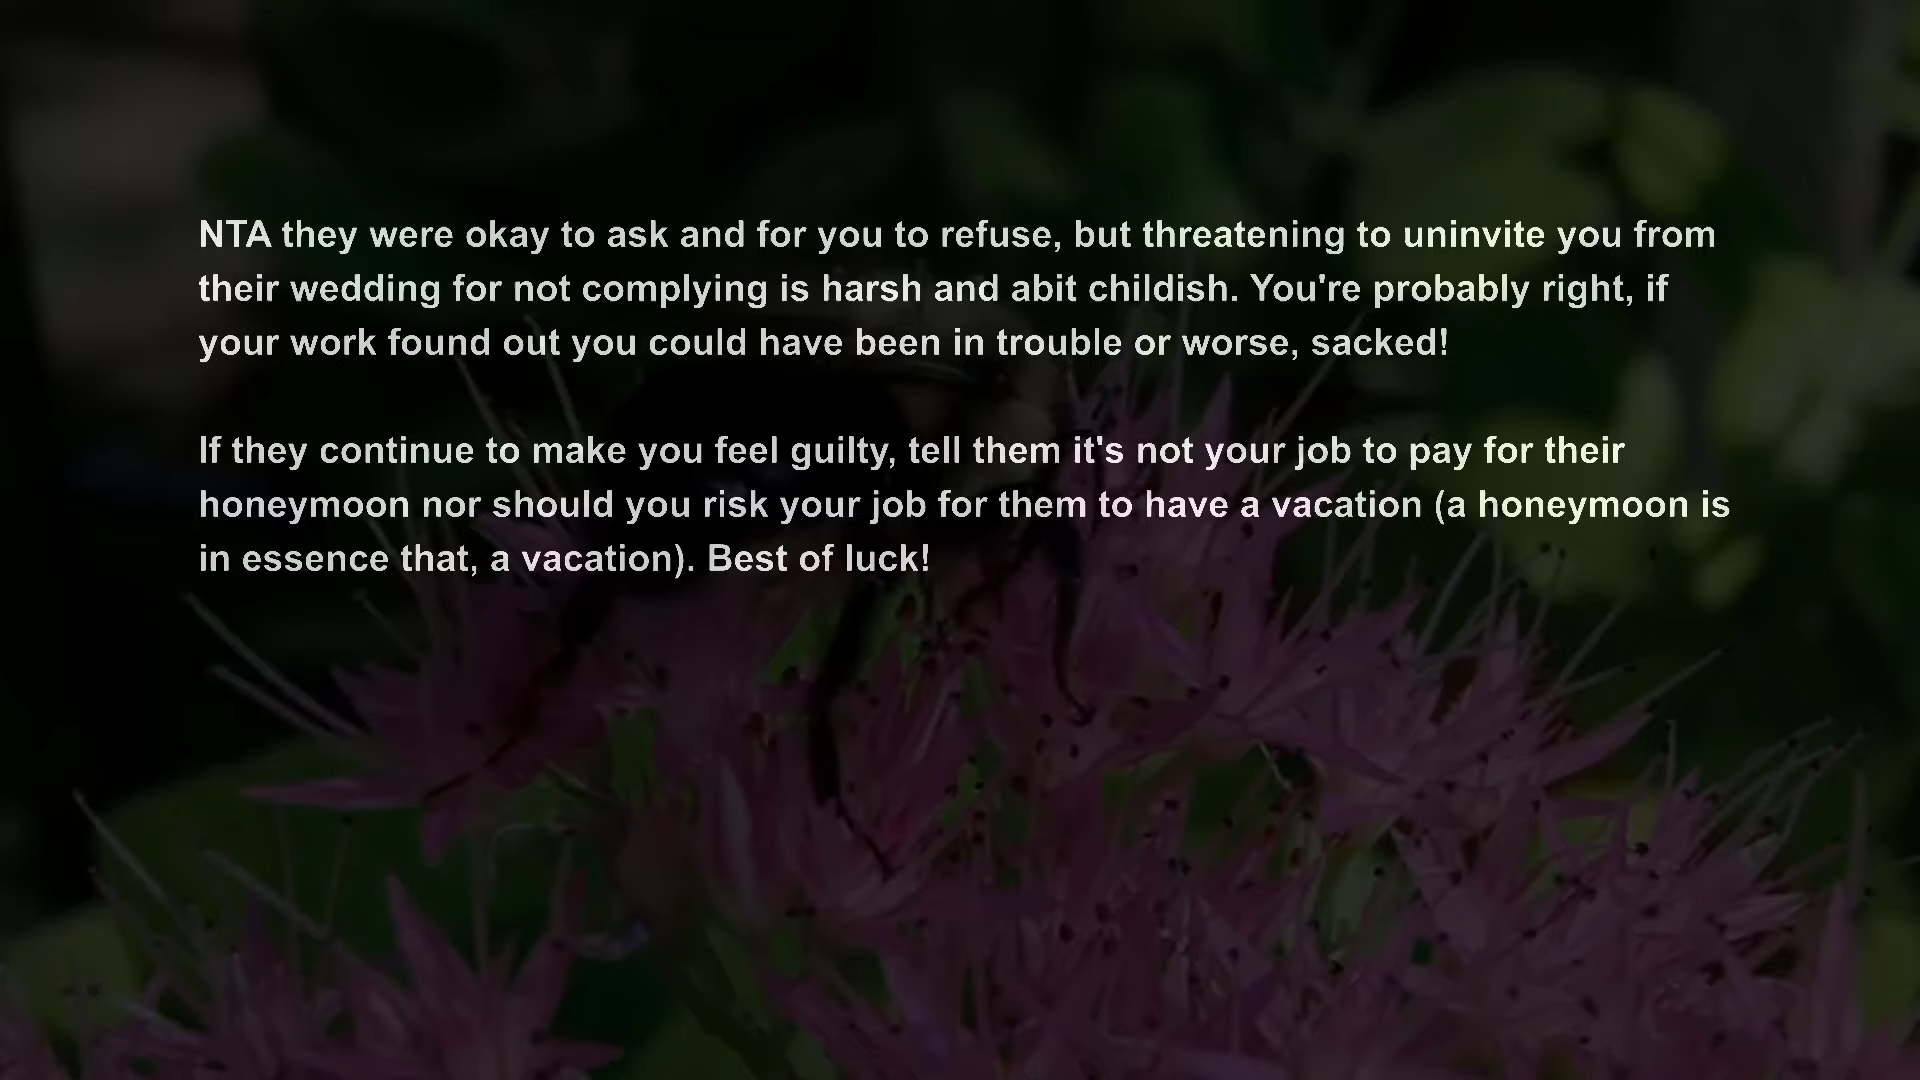 NTA they were okay to ask and for you to refuse, but threatening to uninvite you from
their wedding for not complying is harsh and abit childish. You're probably right, if
your work found out you could have been in trouble or worse, sacked!
If they continue to make you feel guilty, tell them it's not your job to pay for their
honeymoon nor should you risk your job for them to have a vacation (a honeymoon is
in essence that, a vacation). Best of luck!